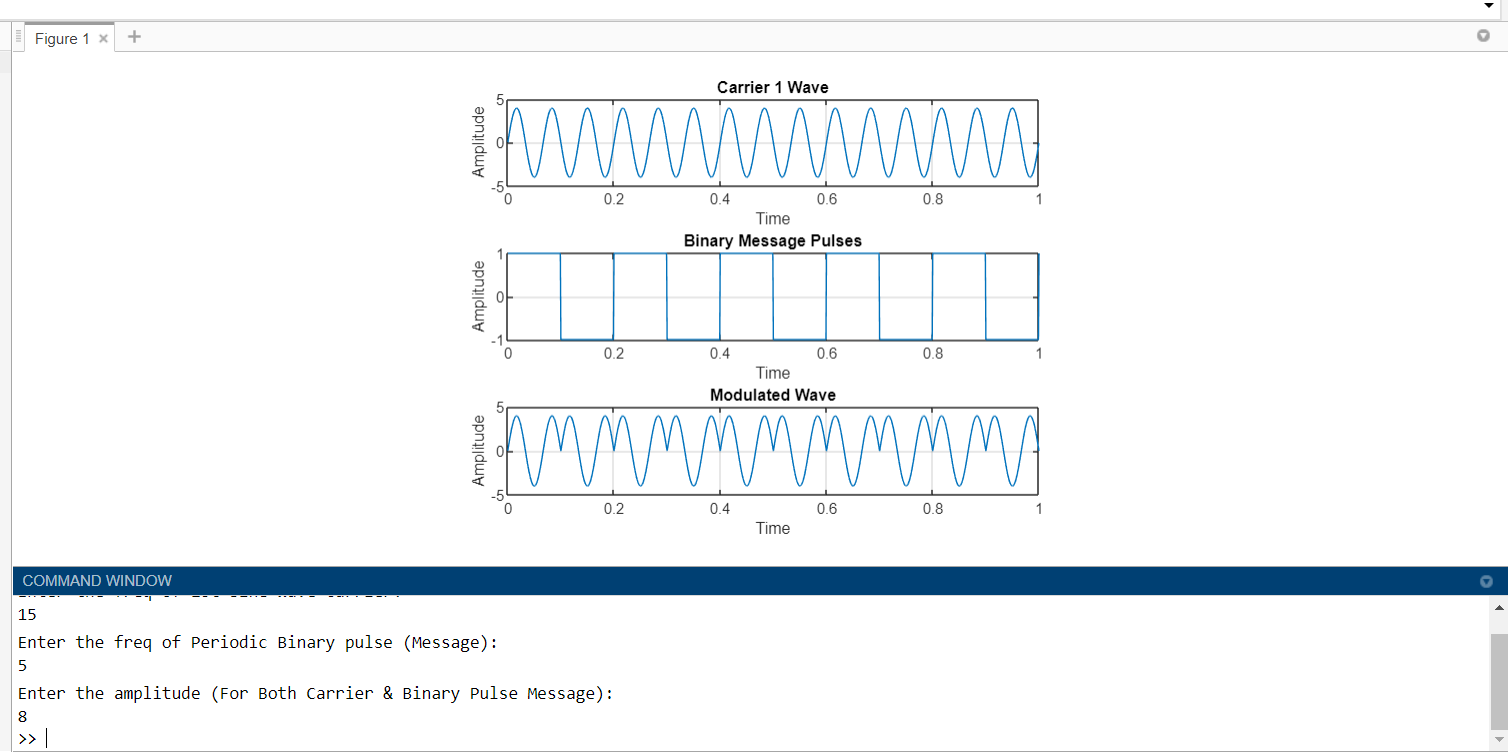 Figure 1 × +
Carrier 1 Wave
5
0
-5
Amplitude
0 0.2 0.4 0.6 0.8 1
Time
Binary Message Pulses
1
0
-1
Amplitude
0 0.2 0.4 0.6 0.8 1
Time
Modulated Wave
5
0
-5
Amplitude
0 0.2 0.4 0.6 0.8 1
Time
COMMAND WINDOW
15
Enter the freq of Periodic Binary pulse (Message):
5
Enter the amplitude (For Both Carrier & Binary Pulse Message):
8
>>